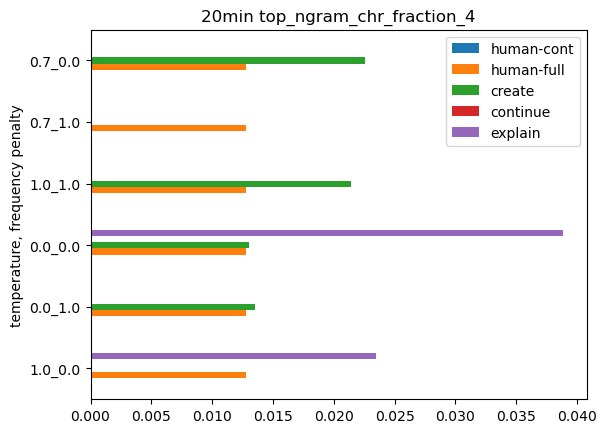 20min top_ngram_chr_fraction_4
human-cont
human-full
create
continue
explain
temperature, frequency penalty
0.7_0.0
0.7_1.0
1.0_1.0
0.0_0.0
0.0_1.0
1.0_0.0
0.000 0.005 0.010 0.015 0.020 0.025 0.030 0.035 0.040